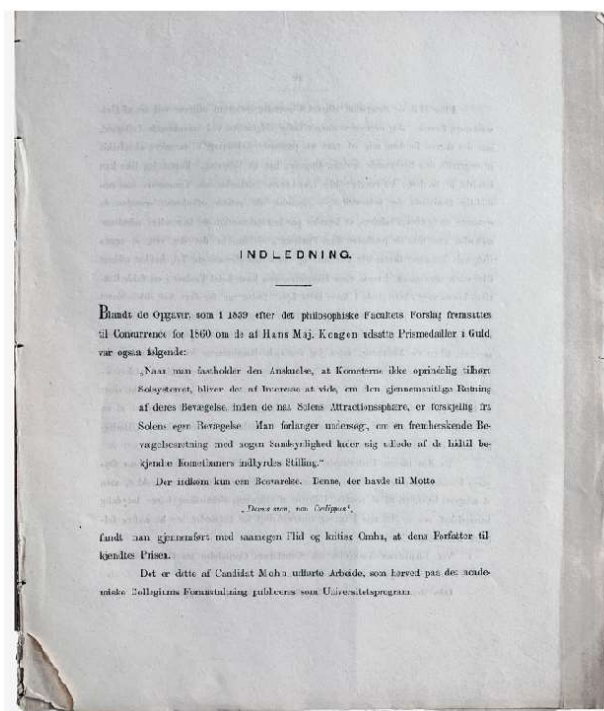 INDLEDNING.
Blandt de Opgaver, som i 1859 efter det philosophiske Facultets Forslag fremsattes
til Concurrence for 1860 om de af Hans Maj. Kongen udsatte Prismedailler i Guld,
var ogsaa følgende:
„Naar man fastholder den Anskuelse, at Kometerne ikke oprindelig tilhøre
Solsystemet, bliver det af Interesse at vide, om den gjennemsnitlige Retning
af deres Bevægelse, inden de naa Solens Attractionssphære, er forskjellig fra
Solens egen Bevægelse. Man forlanger undersøgt, om en fremherskende Be-
vægelsesretning med nogen Sandsynlighed lader sig udlede af de hidtil be-
kjendte Kometbaners indbyrdes Stilling.“
Der indkom kun een Besvarelse. Denne, der havde til Motto
fandt man gjennemført med saamegen Flid og kritisk Omhu, at dens Forfatter til-
kjendtes Prisen.
Det er dette af Candidat Mohn udførte Arbeide, som herved paa det acade-
miske Collegiums Foranstaltning publiceres som Universitetsprogram.